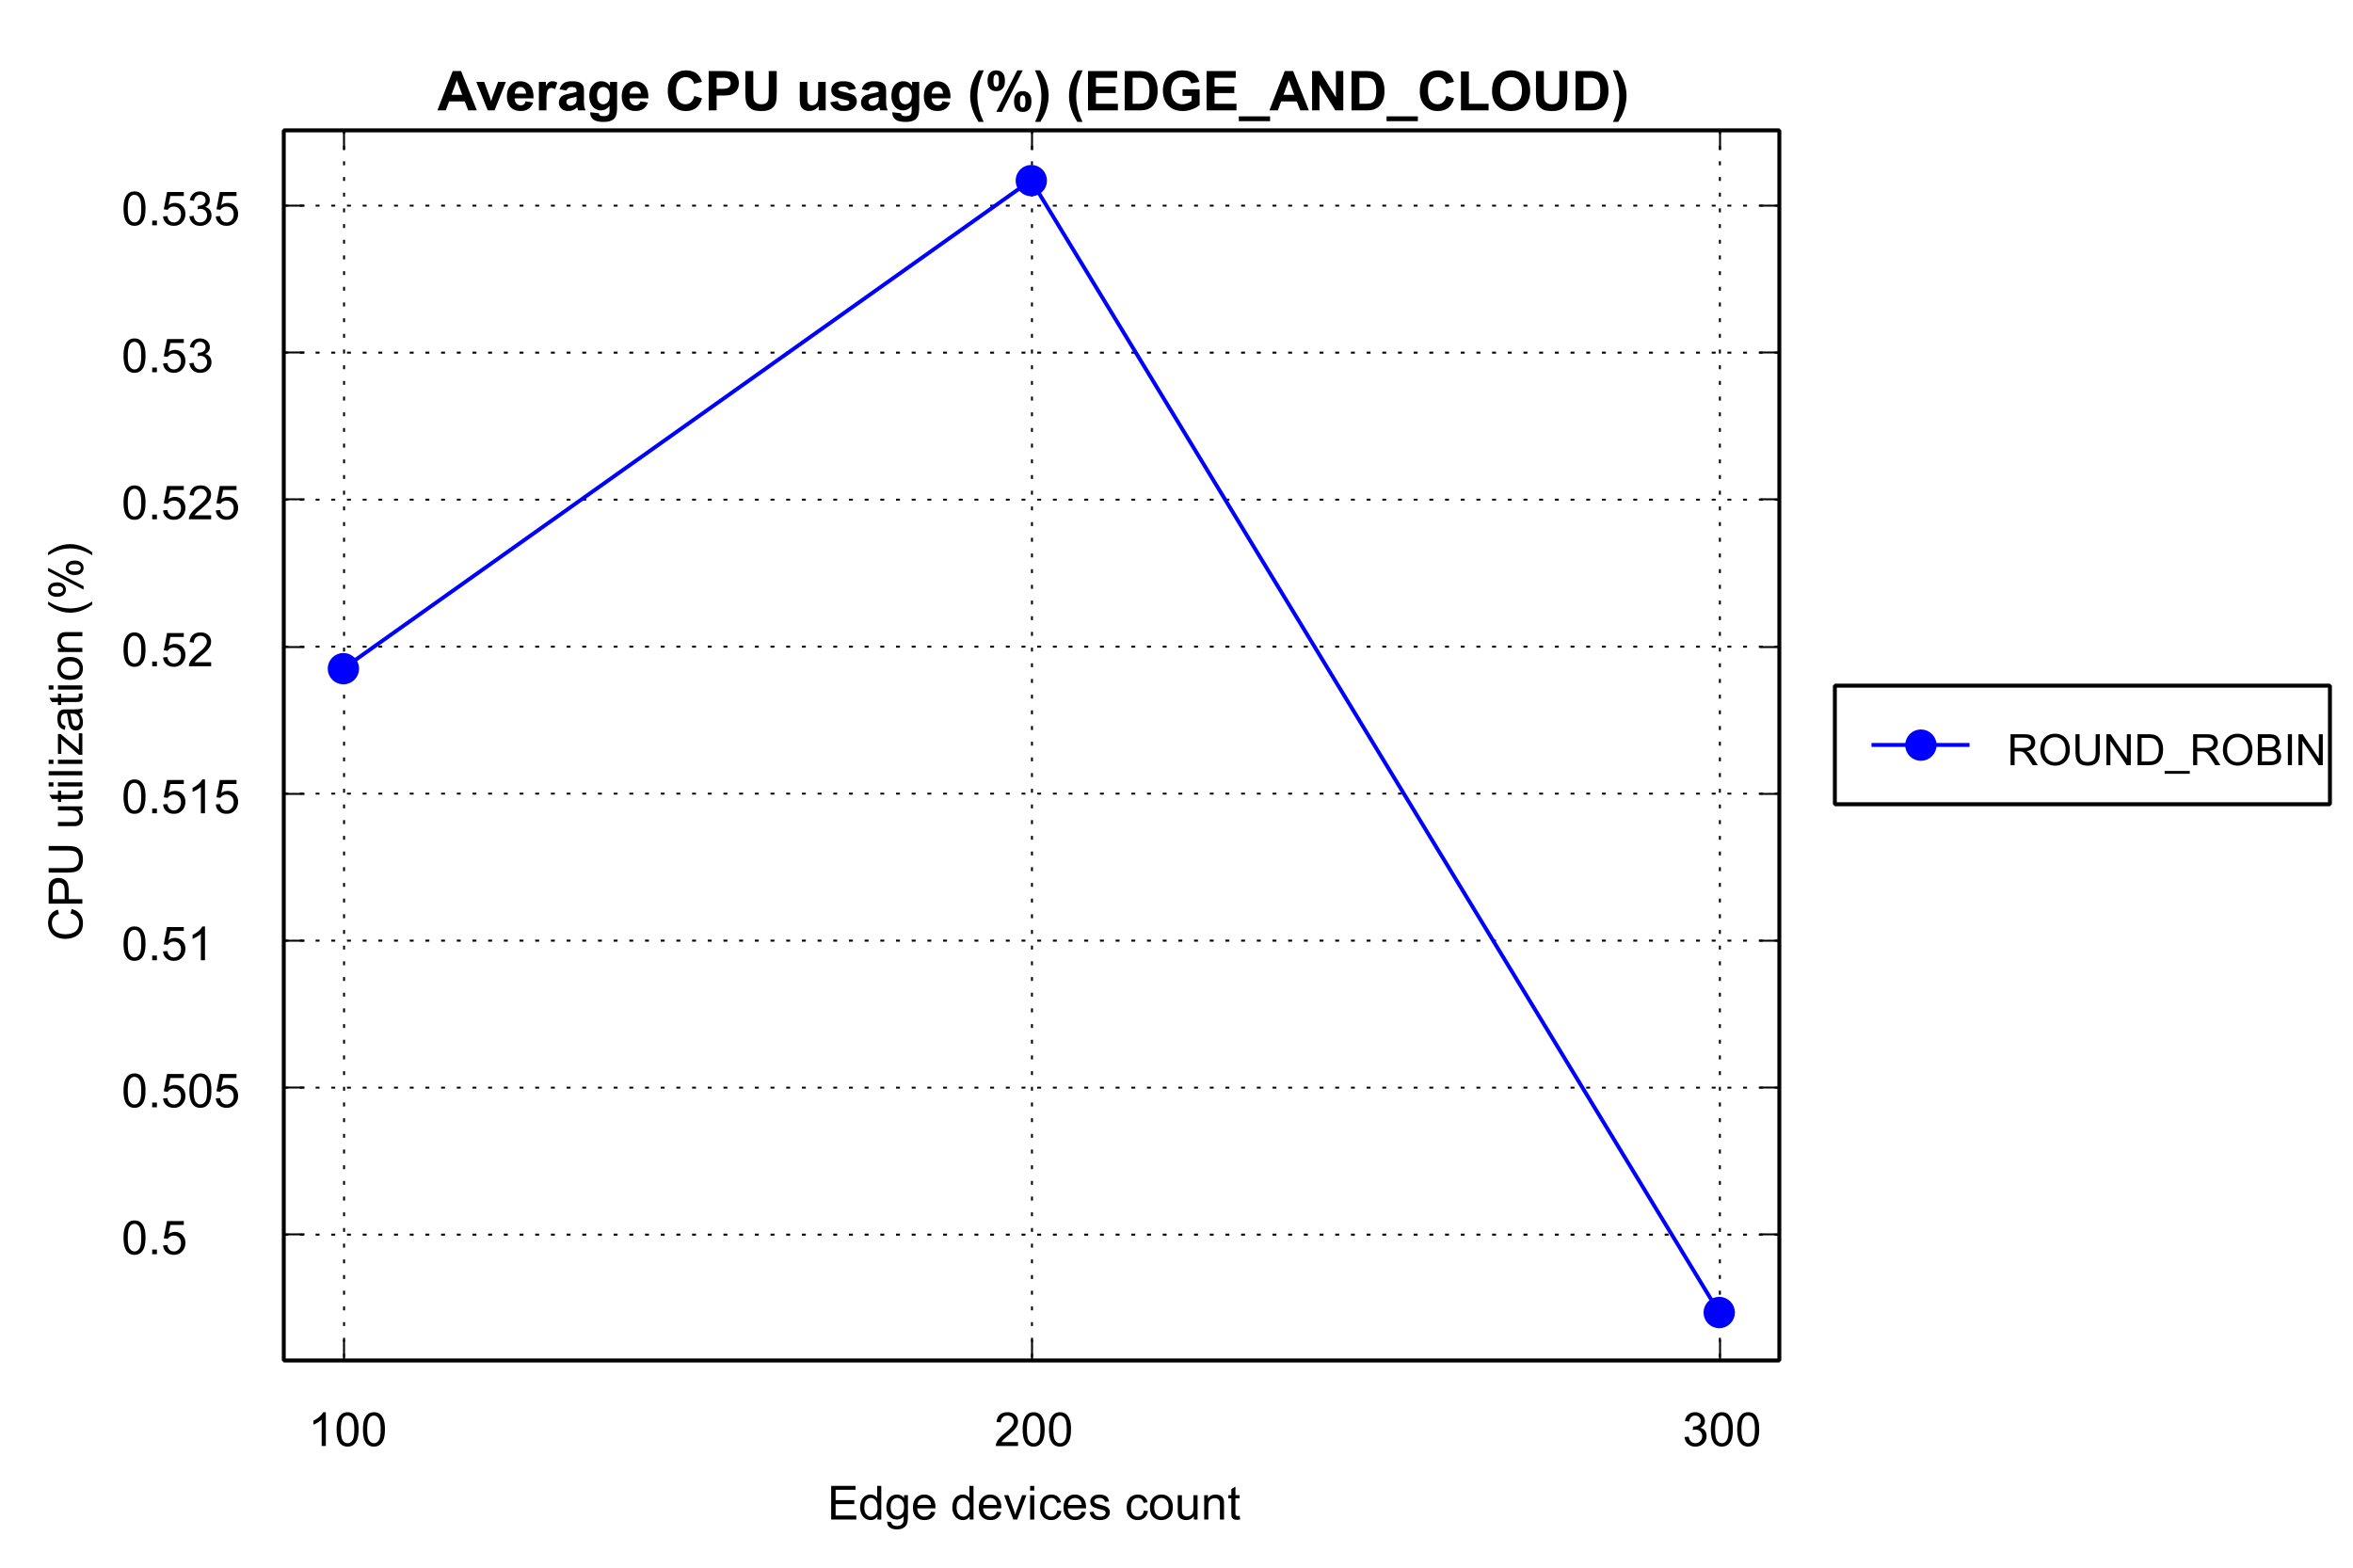 Average CPU usage (%) (EDGE_AND_CLOUD)
0.535
0.53
0.525
0.52
0.515
0.51
0.505
0.5
CPU utilization (%)
100
200
300
Edge devices count
ROUND_ROBIN